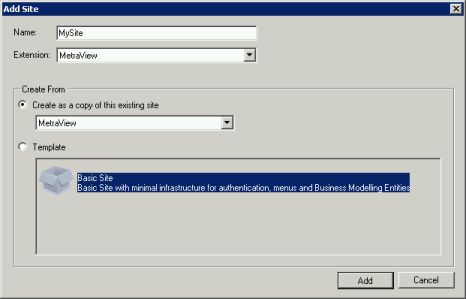 Add Site
Name: MySite
Extension: MetraView
Create From
Create as a copy of this existing site
MetraView
Template
Basic Site
Basic Site with minimal infrastructure for authentication, menus and Business Modelling Entities
Add Cancel